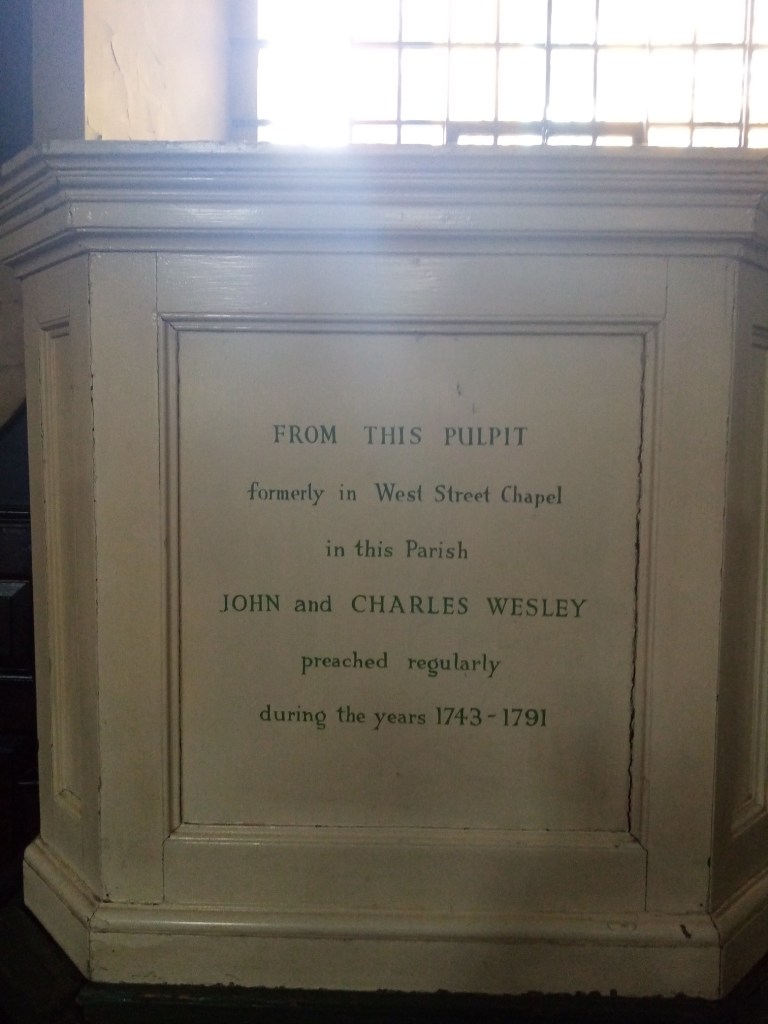 FROM THIS PULPIT
formerly in West Street Chapel
in this Parish
JOHN and CHARLES WESLEY
preached regularly
during the years 1743-1791